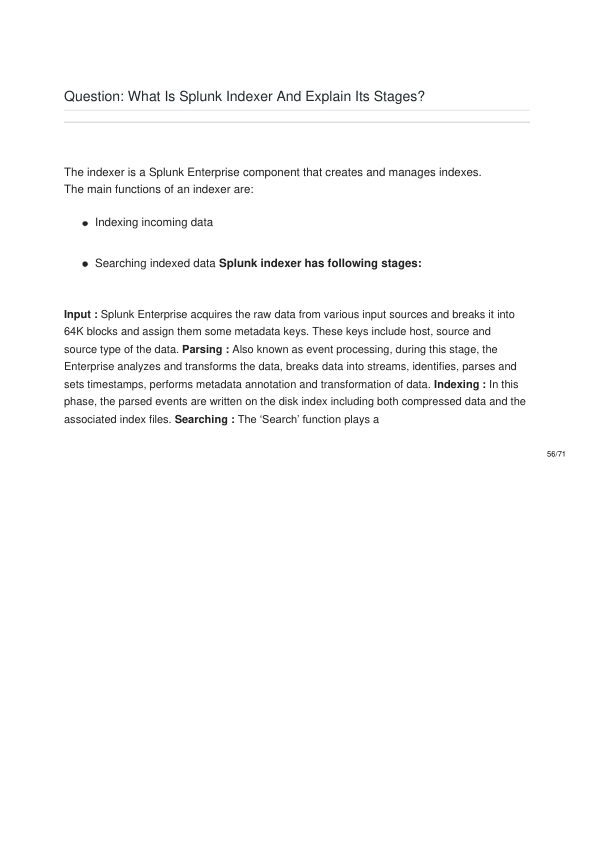 Question: What Is Splunk Indexer And Explain Its Stages?
The indexer is a Splunk Enterprise component that creates and manages indexes.
The main functions of an indexer are:
● Indexing incoming data
● Searching indexed data Splunk indexer has following stages:
Input : Splunk Enterprise acquires the raw data from various input sources and breaks it into
64K blocks and assign them some metadata keys. These keys include host, source and
source type of the data. Parsing : Also known as event processing, during this stage, the
Enterprise analyzes and transforms the data, breaks data into streams, identifies, parses and
sets timestamps, performs metadata annotation and transformation of data. Indexing : In this
phase, the parsed events are written on the disk index including both compressed data and the
associated index files. Searching : The ‘Search’ function plays a
56/71